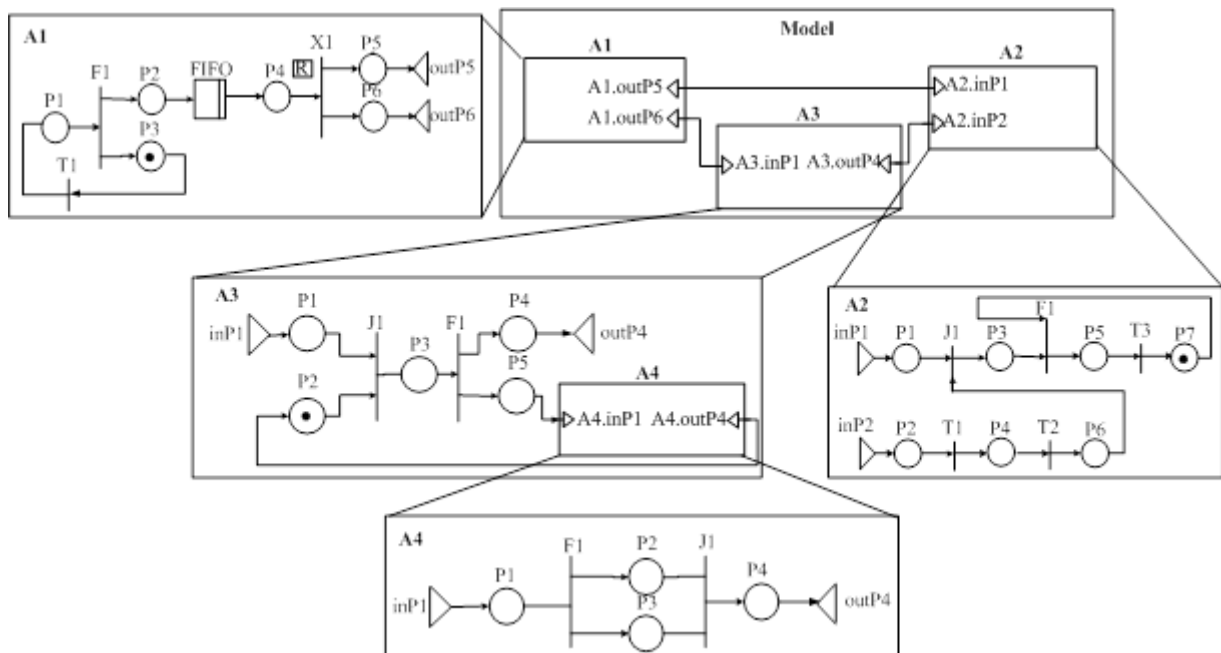 A1
X1
P5
outP5
P4
R
FIFO
F1
P2
P1
P3
P6
outP6
T1
Model
A1
A1.outP5
A1.outP6
A2
A2.inP1
A2.inP2
A3
A3.inP1 A3.outP4
A3
P1
inP1
J1
P3
F1
P4
outP4
P2
P5
A4
A4.inP1 A4.outP4
A2
F1
inP1 P1 J1 P3 P5 T3 P7
inP2 P2 T1 P4 T2 P6
A4
F1 P2 J1
P1 P4
inP1 P3 outP4